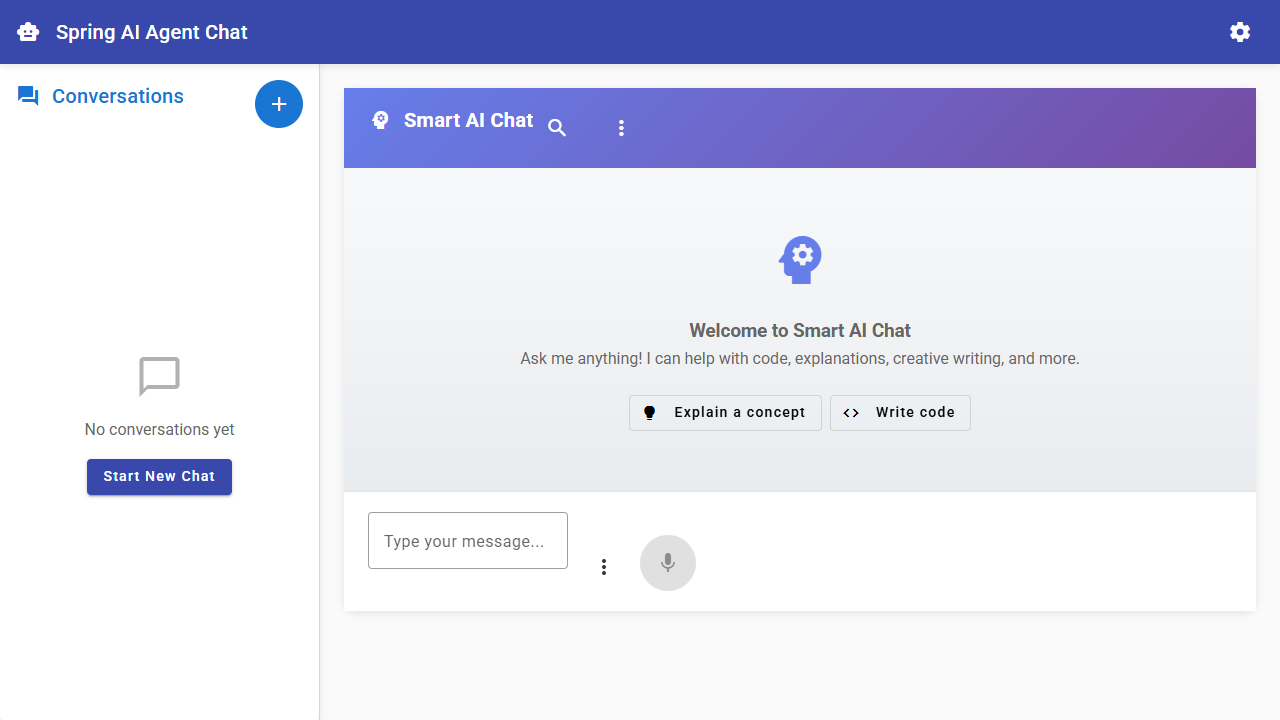 Spring AI Agent Chat
Conversations
No conversations yet
Start New Chat
Smart AI Chat
Welcome to Smart AI Chat
Ask me anything! I can help with code, explanations, creative writing, and more.
Explain a concept
Write code
Type your message...